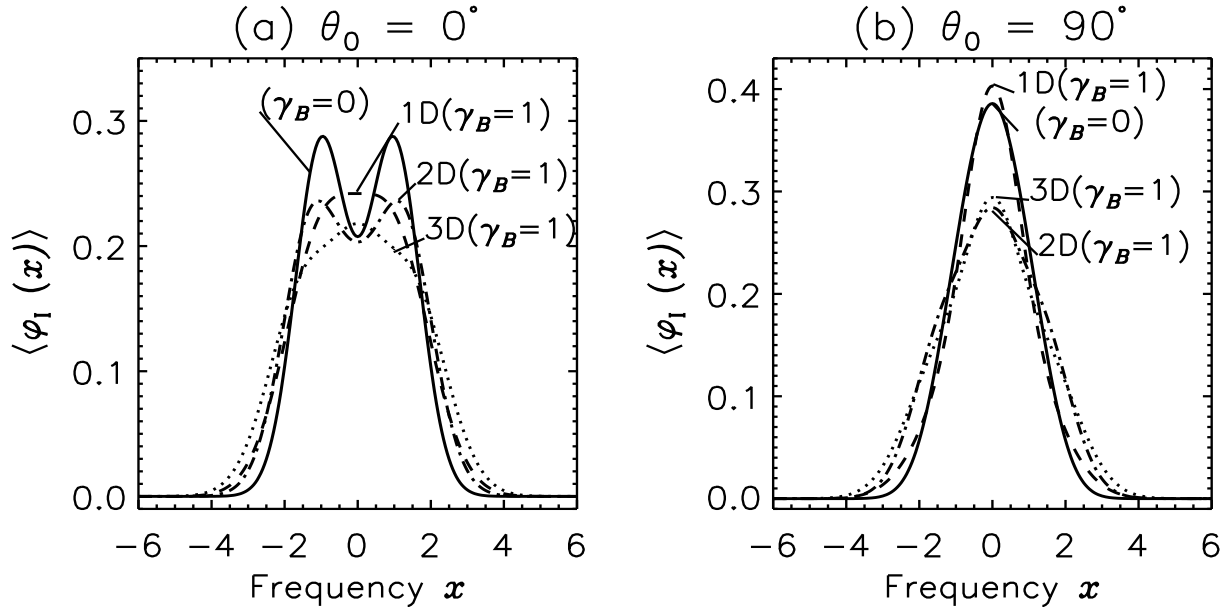 (a) θ₀ = 0°
⟨φ_I (x)⟩
0.3
0.2
0.1
0.0
(γ_B=0)
1D(γ_B=1)
2D(γ_B=1)
3D(γ_B=1)
−6 −4 −2 0 2 4 6
Frequency x
(b) θ₀ = 90°
⟨φ_I (x)⟩
0.4
0.3
0.2
0.1
0.0
1D(γ_B=1)
(γ_B=0)
3D(γ_B=1)
2D(γ_B=1)
−6 −4 −2 0 2 4 6
Frequency x